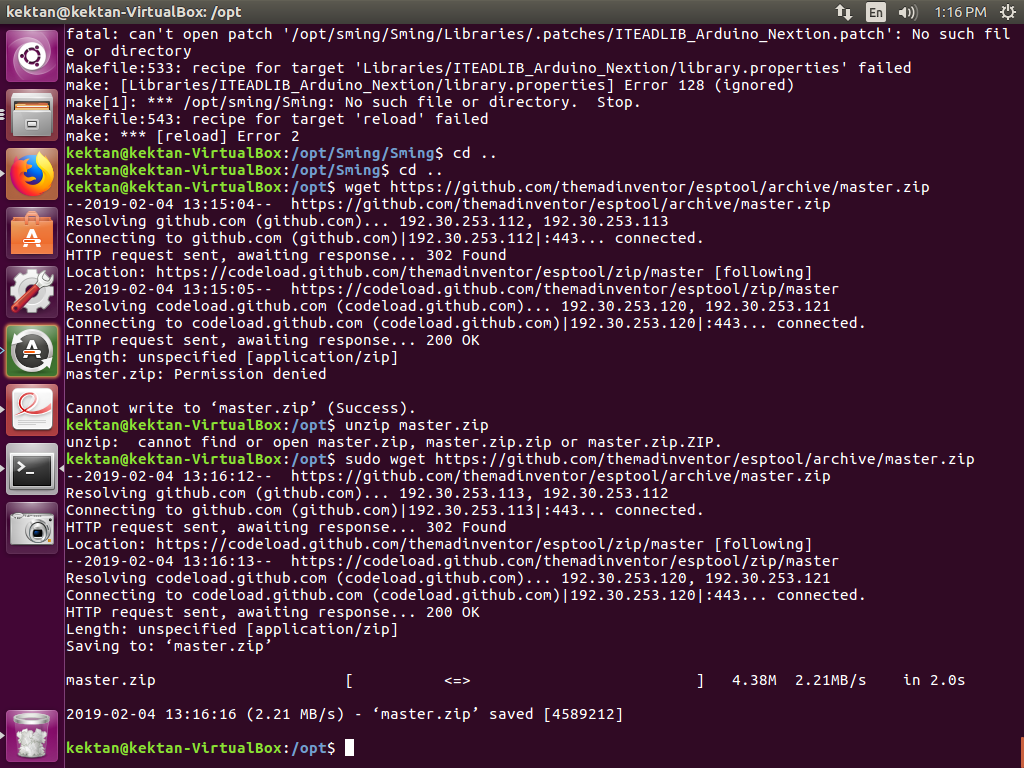 kektan@kektan-VirtualBox: /opt
En
1:16 PM
fatal: can't open patch '/opt/sming/Sming/Libraries/.patches/ITEADLIB_Arduino_Nextion.patch': No such fil
e or directory
Makefile:533: recipe for target 'Libraries/ITEADLIB_Arduino_Nextion/library.properties' failed
make: [Libraries/ITEADLIB_Arduino_Nextion/library.properties] Error 128 (ignored)
make[1]: *** /opt/sming/Sming: No such file or directory.  Stop.
Makefile:543: recipe for target 'reload' failed
make: *** [reload] Error 2
kektan@kektan-VirtualBox:/opt/Sming/Sming$ cd ..
kektan@kektan-VirtualBox:/opt/Sming$ cd ..
kektan@kektan-VirtualBox:/opt$ wget https://github.com/themadinventor/esptool/archive/master.zip
--2019-02-04 13:15:04--  https://github.com/themadinventor/esptool/archive/master.zip
Resolving github.com (github.com)... 192.30.253.112, 192.30.253.113
Connecting to github.com (github.com)|192.30.253.112|:443... connected.
HTTP request sent, awaiting response... 302 Found
Location: https://codeload.github.com/themadinventor/esptool/zip/master [following]
--2019-02-04 13:15:05--  https://codeload.github.com/themadinventor/esptool/zip/master
Resolving codeload.github.com (codeload.github.com)... 192.30.253.120, 192.30.253.121
Connecting to codeload.github.com (codeload.github.com)|192.30.253.120|:443... connected.
HTTP request sent, awaiting response... 200 OK
Length: unspecified [application/zip]
master.zip: Permission denied
Cannot write to ‘master.zip’ (Success).
kektan@kektan-VirtualBox:/opt$ unzip master.zip
unzip:  cannot find or open master.zip, master.zip.zip or master.zip.ZIP.
kektan@kektan-VirtualBox:/opt$ sudo wget https://github.com/themadinventor/esptool/archive/master.zip
--2019-02-04 13:16:12--  https://github.com/themadinventor/esptool/archive/master.zip
Resolving github.com (github.com)... 192.30.253.113, 192.30.253.112
Connecting to github.com (github.com)|192.30.253.113|:443... connected.
HTTP request sent, awaiting response... 302 Found
Location: https://codeload.github.com/themadinventor/esptool/zip/master [following]
--2019-02-04 13:16:13--  https://codeload.github.com/themadinventor/esptool/zip/master
Resolving codeload.github.com (codeload.github.com)... 192.30.253.120, 192.30.253.121
Connecting to codeload.github.com (codeload.github.com)|192.30.253.120|:443... connected.
HTTP request sent, awaiting response... 200 OK
Length: unspecified [application/zip]
Saving to: ‘master.zip’
master.zip                     [          <=>                         ]   4.38M  2.21MB/s    in 2.0s
2019-02-04 13:16:16 (2.21 MB/s) - ‘master.zip’ saved [4589212]
kektan@kektan-VirtualBox:/opt$